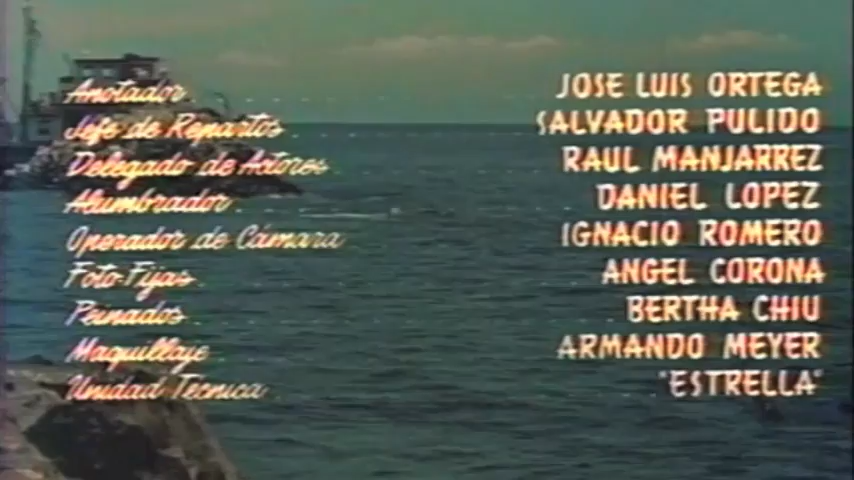 Anotador JOSE LUIS ORTEGA
Jefe de Repartos SALVADOR PULIDO
Delegado de Actores RAUL MANJARREZ
Alumbrador DANIEL LOPEZ
Operador de Cámara IGNACIO ROMERO
Foto-Fijas ANGEL CORONA
Peinados BERTHA CHIU
Maquillaje ARMANDO MEYER
Unidad Tecnica "ESTRELLA"